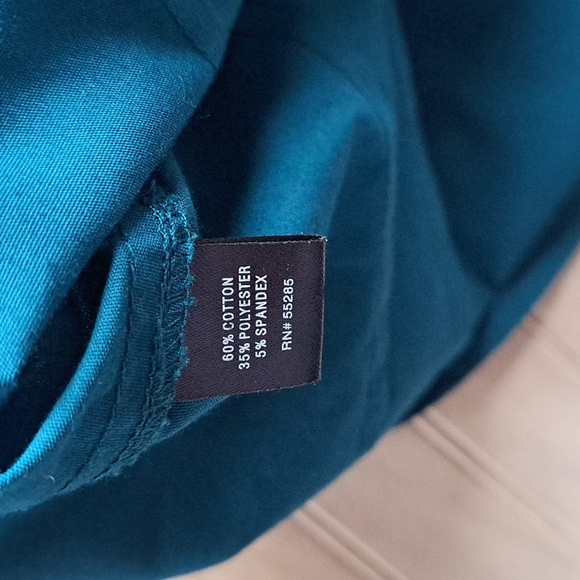 60% COTTON
35% POLYESTER
5% SPANDEX
RN# 55285